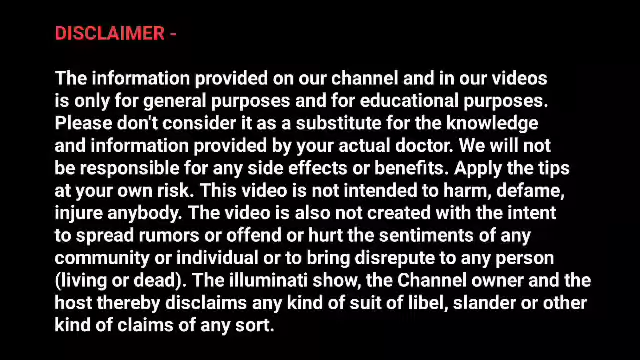 DISCLAIMER -
The information provided on our channel and in our videos
is only for general purposes and for educational purposes.
Please don't consider it as a substitute for the knowledge
and information provided by your actual doctor. We will not
be responsible for any side effects or benefits. Apply the tips
at your own risk. This video is not intended to harm, defame,
injure anybody. The video is also not created with the intent
to spread rumors or offend or hurt the sentiments of any
community or individual or to bring disrepute to any person
(living or dead). The illuminati show, the Channel owner and the
host thereby disclaims any kind of suit of libel, slander or other
kind of claims of any sort.